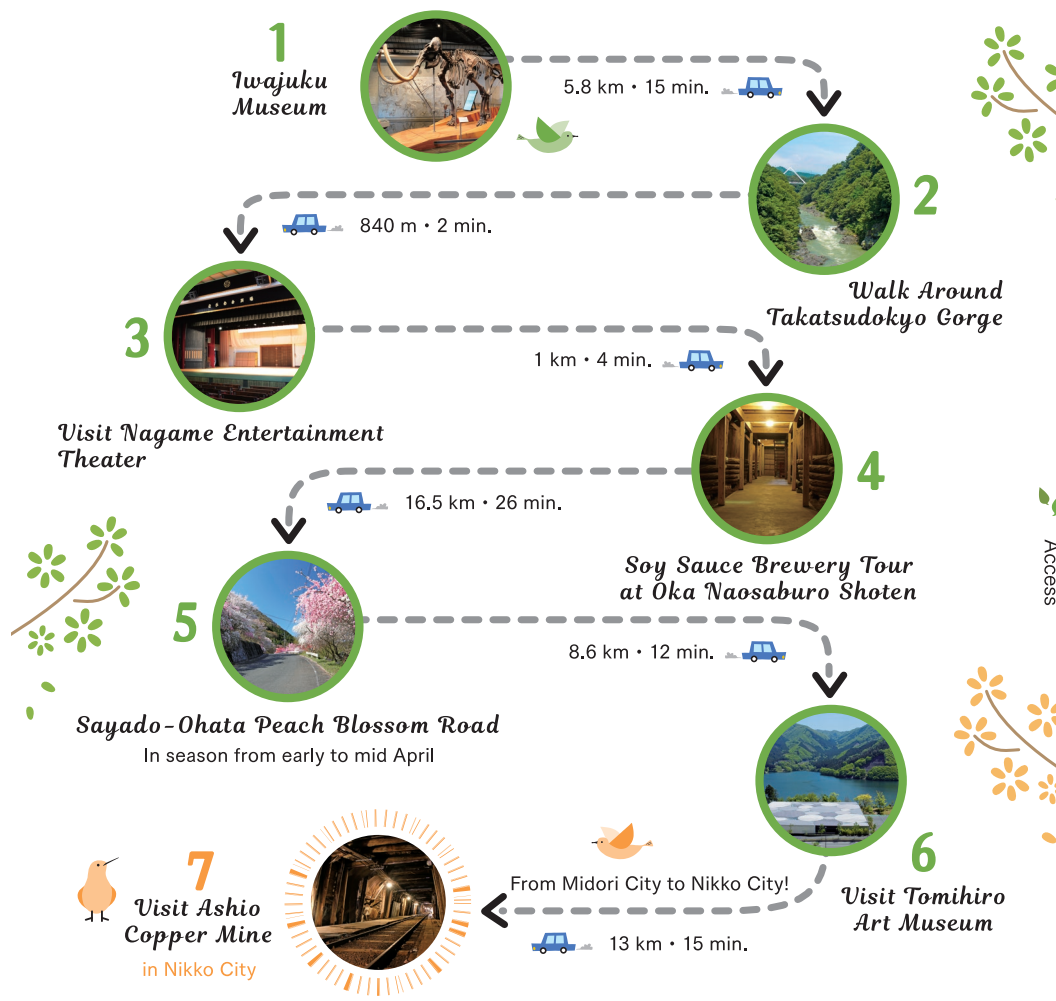 1
Iwajuku
Museum
5.8 km • 15 min.
2
Walk Around
Takatsudokyo Gorge
840 m • 2 min.
3
Visit Nagame Entertainment
Theater
1 km • 4 min.
4
Soy Sauce Brewery Tour
at Oka Naosaburo Shoten
16.5 km • 26 min.
5
Sayado-Ohata Peach Blossom Road
In season from early to mid April
8.6 km • 12 min.
6
Visit Tomihiro
Art Museum
From Midori City to Nikko City!
13 km • 15 min.
7
Visit Ashio
Copper Mine
in Nikko City
Access